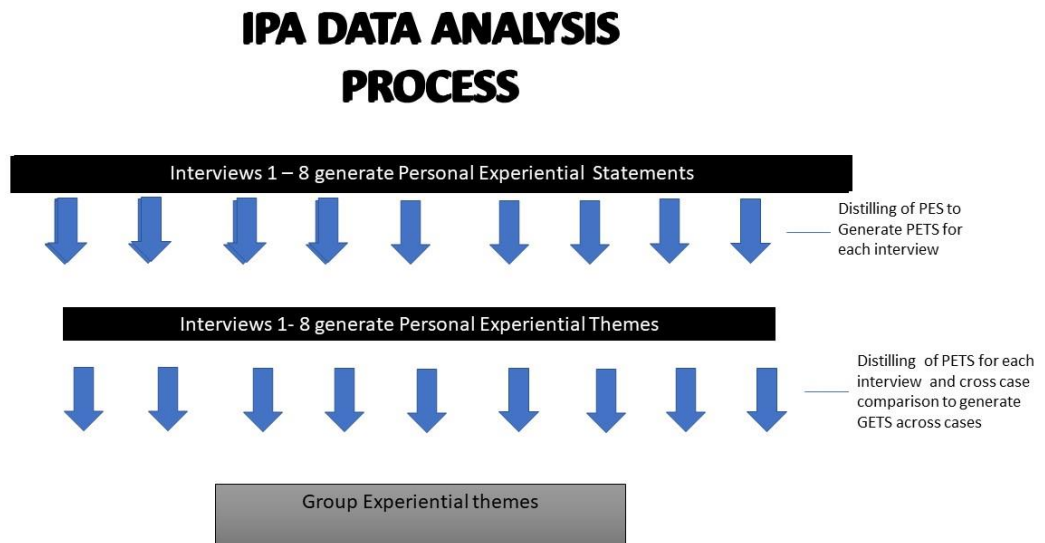 IPA DATA ANALYSIS
PROCESS
Interviews 1 – 8 generate Personal Experiential Statements
Distilling of PES to
Generate PETS for
each interview
Interviews 1- 8 generate Personal Experiential Themes
Distilling of PETS for each
interview and cross case
comparison to generate
GETS across cases
Group Experiential themes